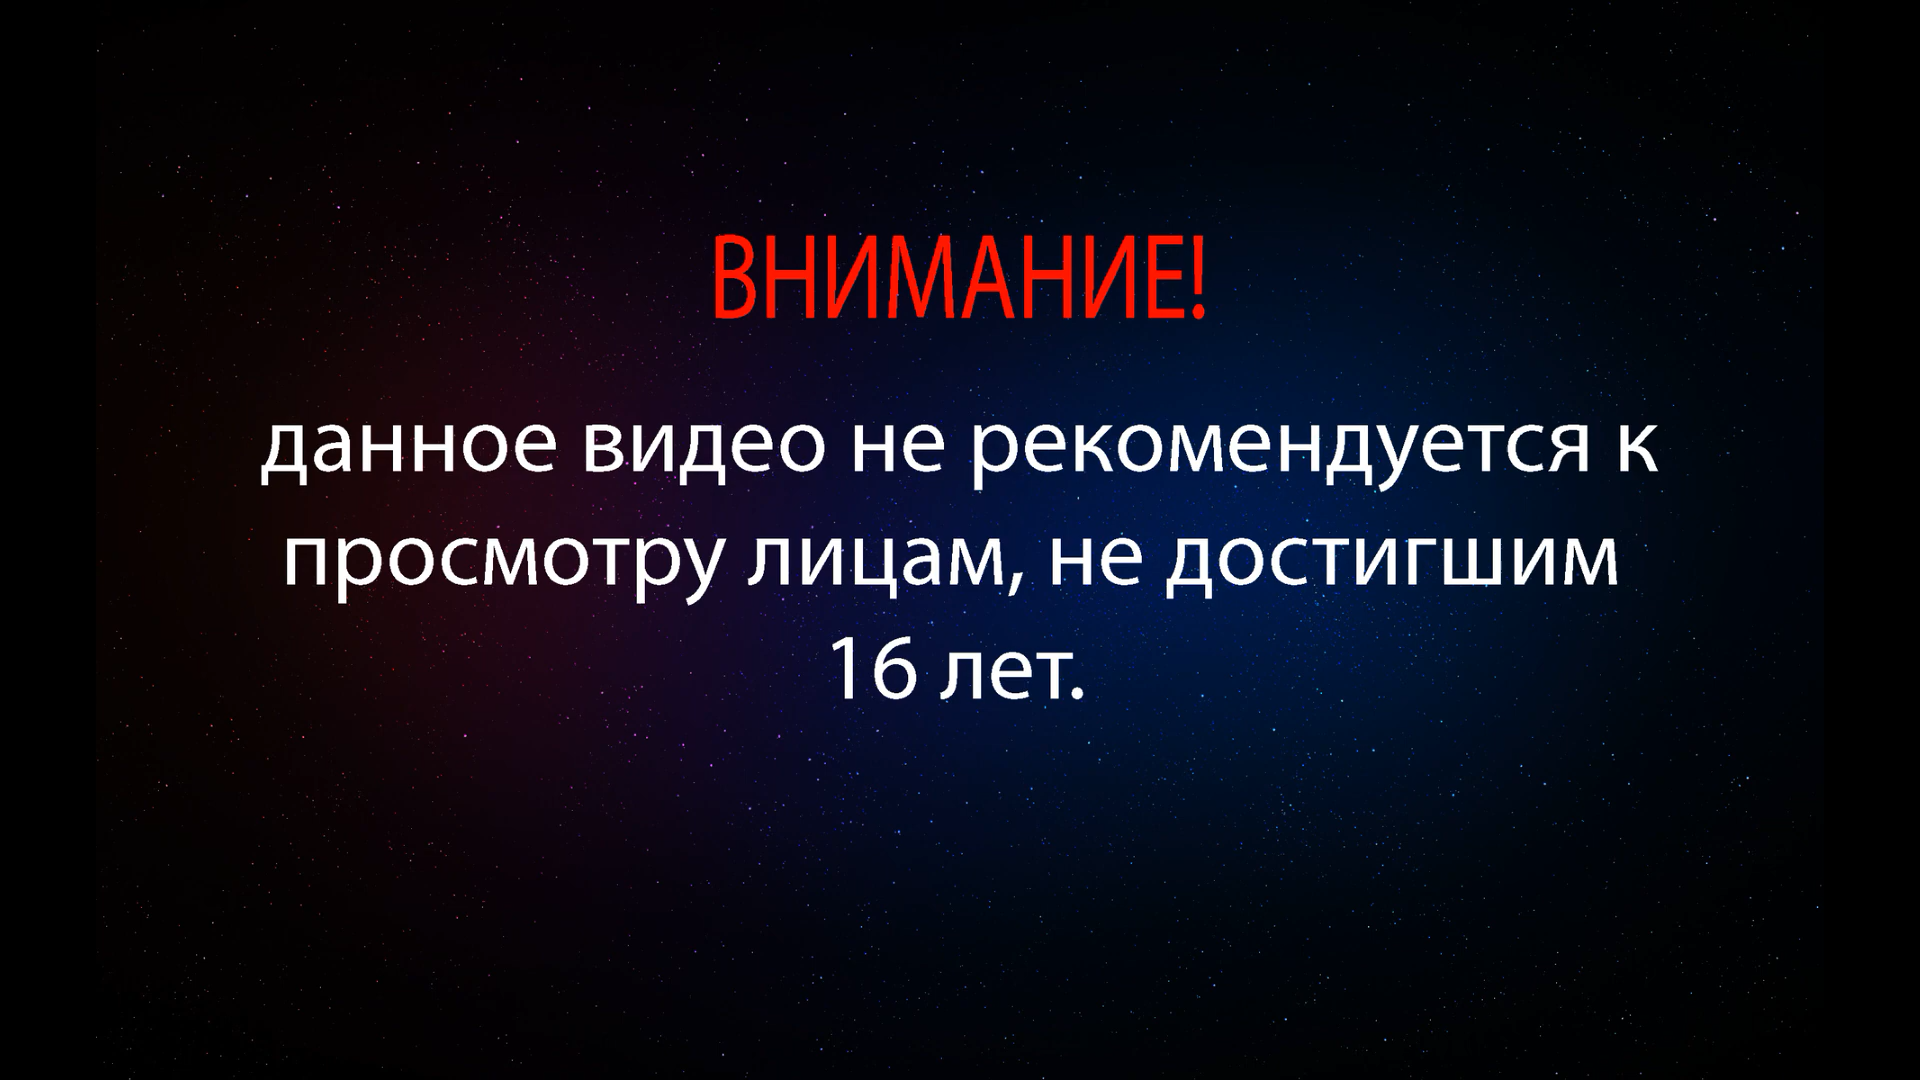 ВНИМАНИЕ!
данное видео не рекомендуется к
просмотру лицам, не достигшим
16 лет.